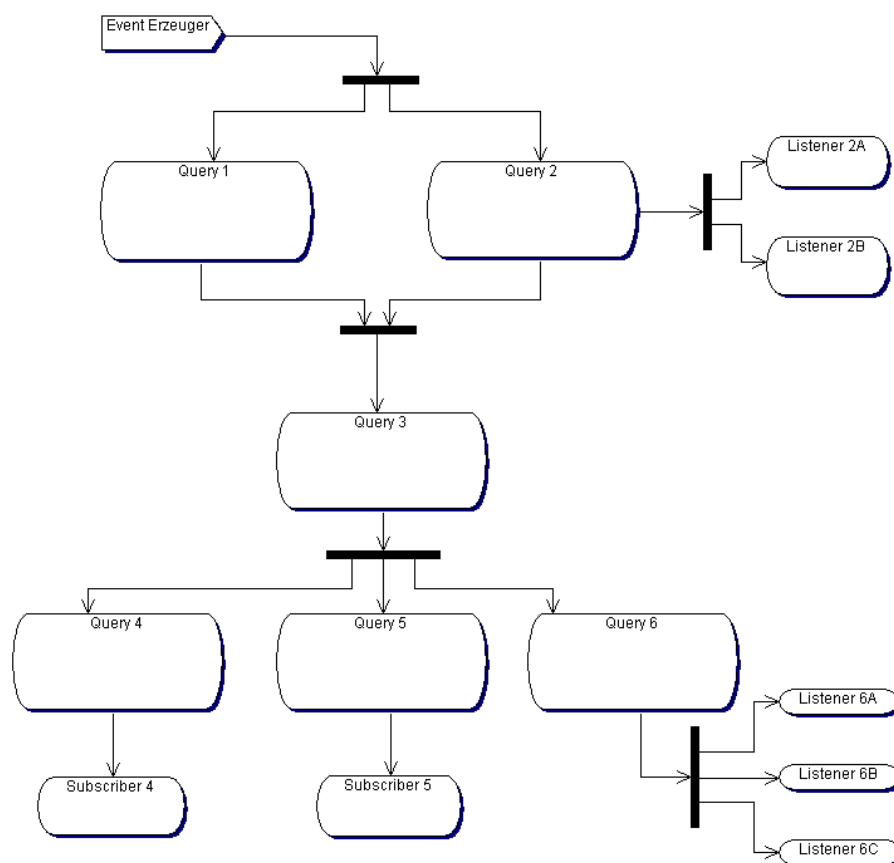 Event Erzeuger
Query 1
Query 2
Listener 2A
Listener 2B
Query 3
Query 4
Query 5
Query 6
Listener 6A
Listener 6B
Listener 6C
Subscriber 4
Subscriber 5